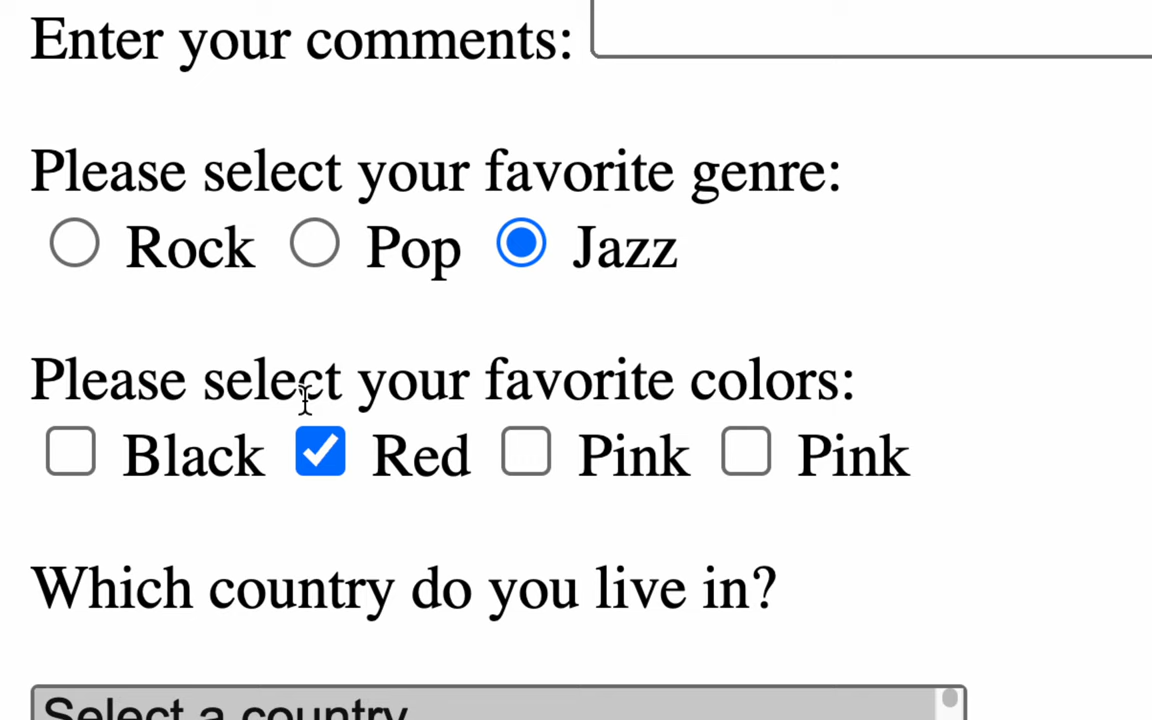 Enter your comments:
Please select your favorite genre:
Rock Pop Jazz
Please select your favorite colors:
Black Red Pink Pink
Which country do you live in?
Select a country